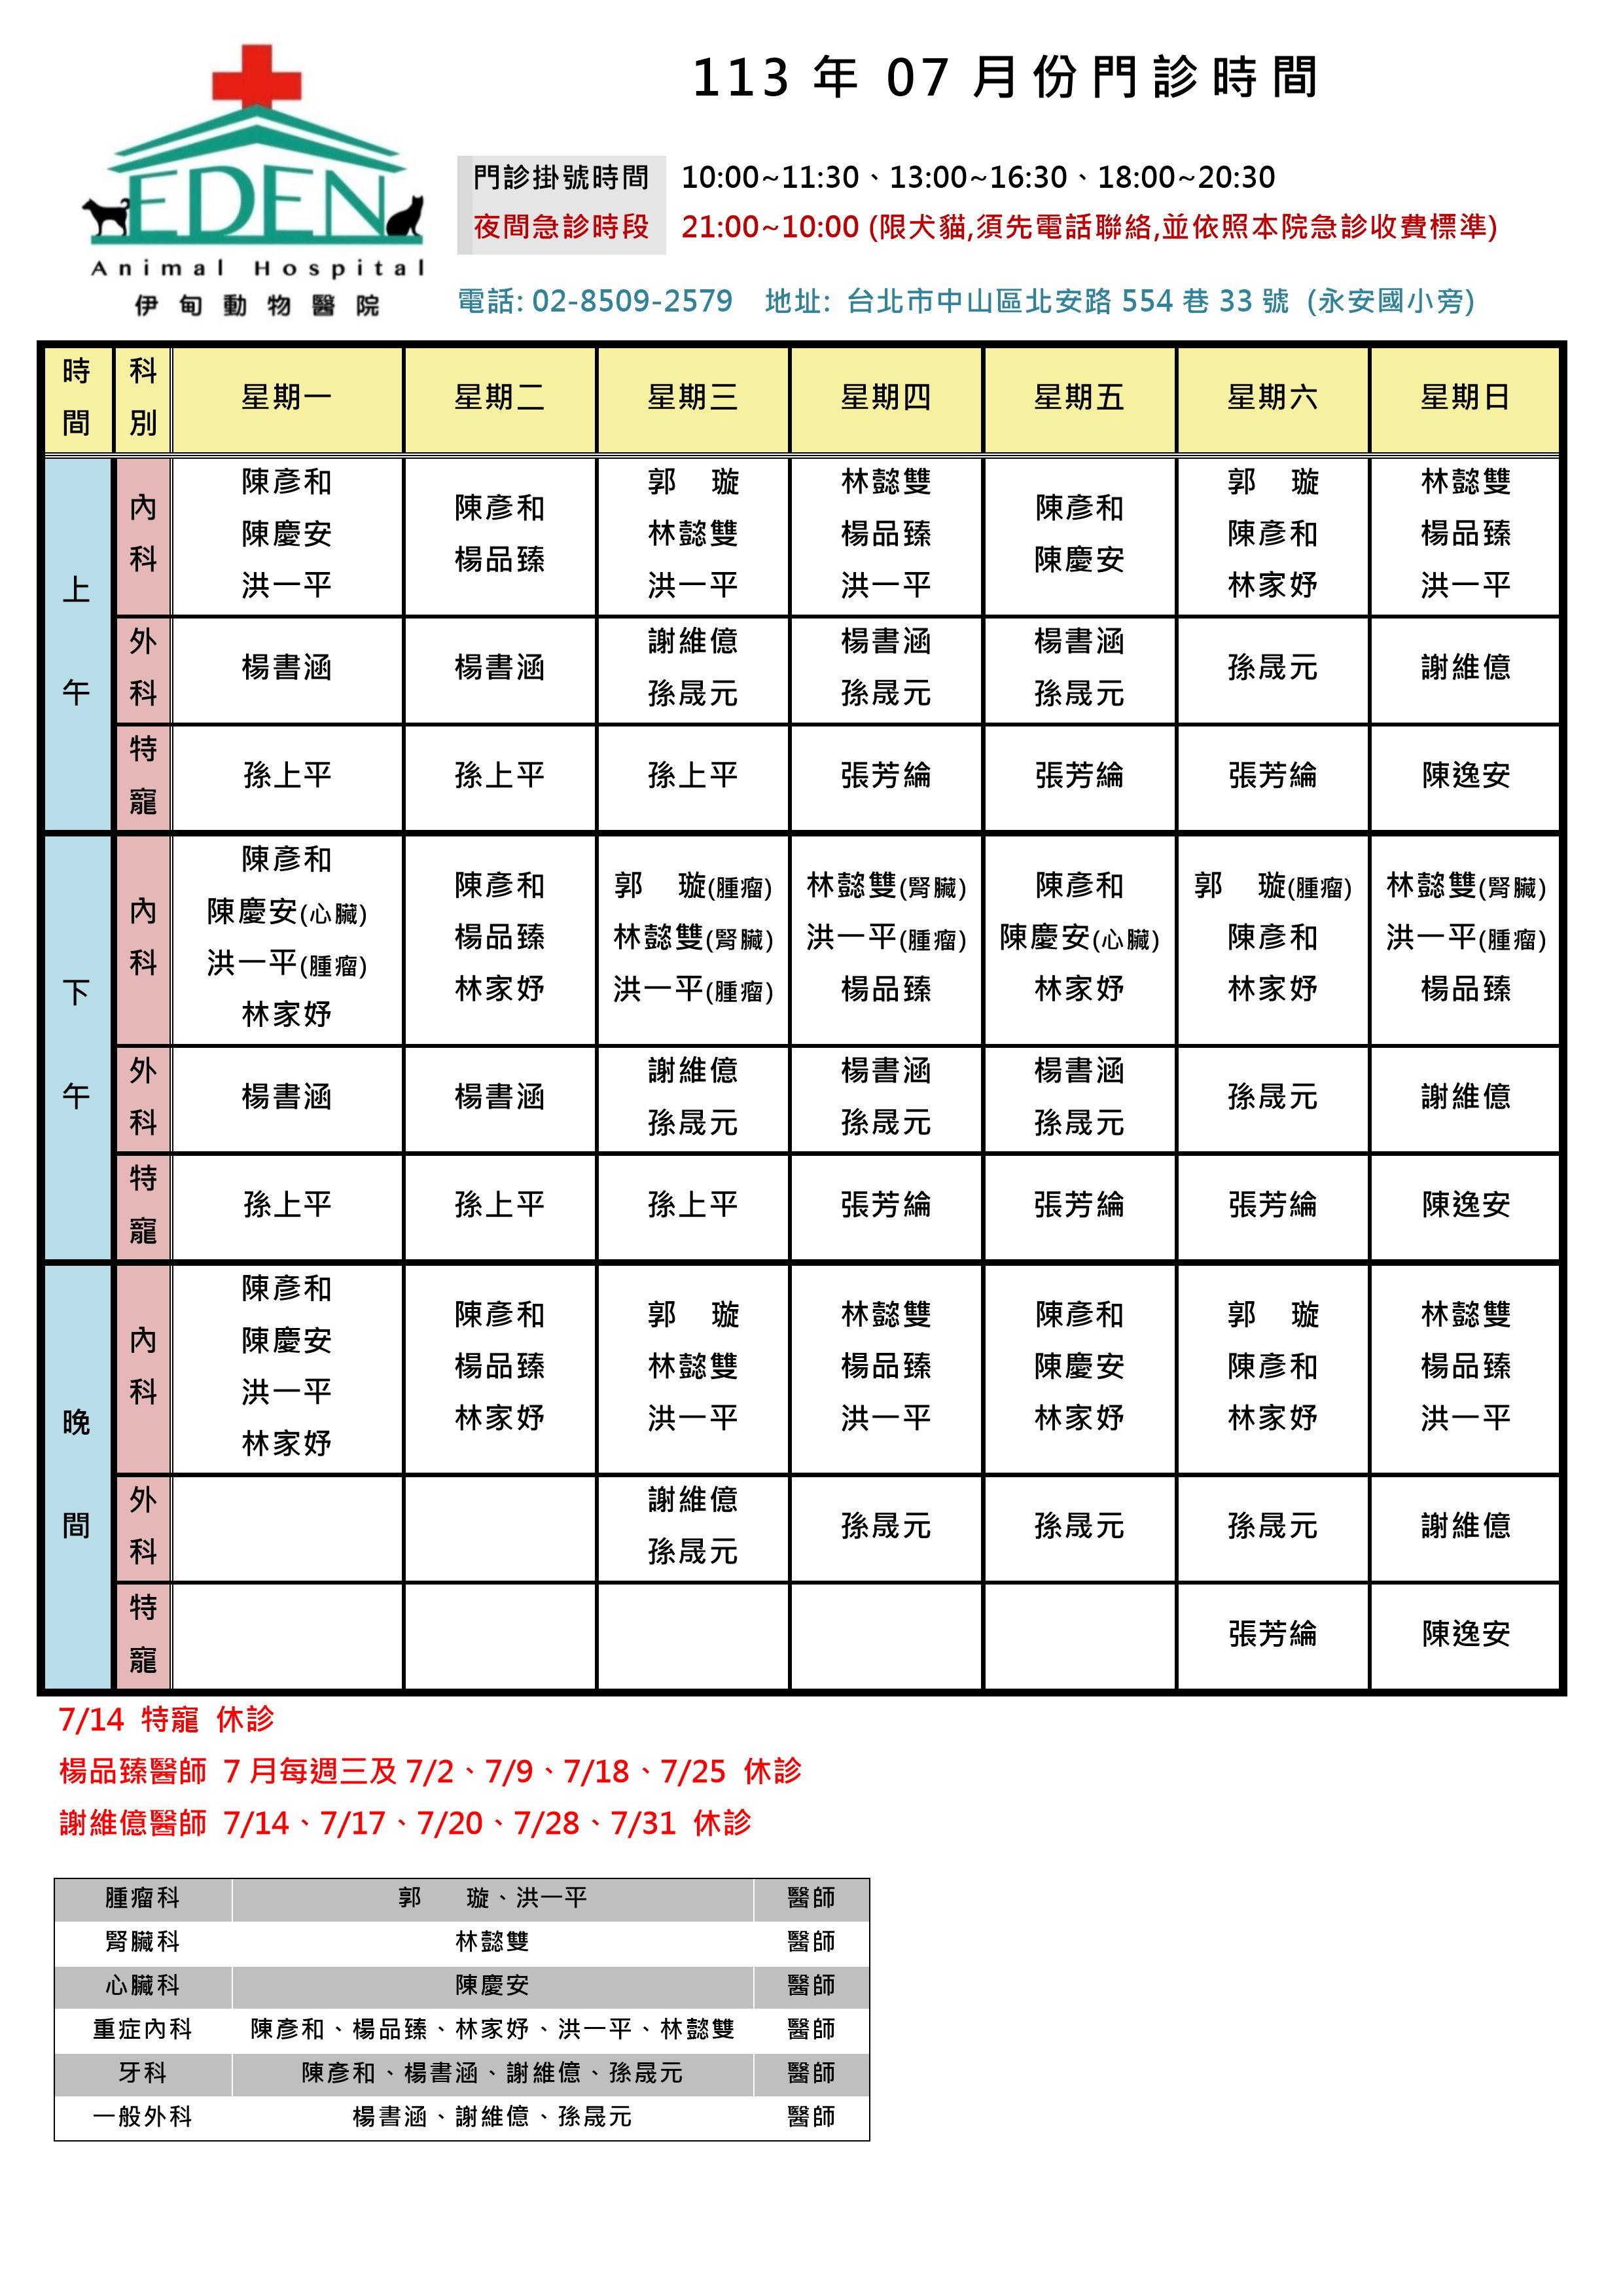 113 年 07 月份門診時間
EDEN
Animal Hospital
伊甸動物醫院
門診掛號時間 10:00~11:30、13:00~16:30、18:00~20:30
夜間急診時段 21:00~10:00 (限犬貓,須先電話聯絡,並依照本院急診收費標準)
電話: 02-8509-2579 地址: 台北市中山區北安路 554 巷 33 號 (永安國小旁)
時間 科別 星期一 星期二 星期三 星期四 星期五 星期六 星期日
上午
內科
陳彥和 陳慶安 洪一平
陳彥和 楊品臻
郭 璇 林懿雙 洪一平
林懿雙 楊品臻 洪一平
陳彥和 陳慶安
郭 璇 陳彥和 林家妤
林懿雙 楊品臻 洪一平
外科
楊書涵
楊書涵
謝維億 孫晟元
楊書涵 孫晟元
楊書涵 孫晟元
孫晟元
謝維億
特寵
孫上平 孫上平 孫上平 張芳綸 張芳綸 張芳綸 陳逸安
下午
內科
陳彥和 陳慶安(心臟) 洪一平(腫瘤) 林家妤
陳彥和 楊品臻 林家妤
郭 璇(腫瘤) 林懿雙(腎臟) 洪一平(腫瘤)
林懿雙(腎臟) 洪一平(腫瘤) 楊品臻
陳彥和 陳慶安(心臟) 林家妤
郭 璇(腫瘤) 陳彥和 林家妤
林懿雙(腎臟) 洪一平(腫瘤) 楊品臻
外科
楊書涵
楊書涵
謝維億 孫晟元
楊書涵 孫晟元
楊書涵 孫晟元
孫晟元
謝維億
特寵
孫上平 孫上平 孫上平 張芳綸 張芳綸 張芳綸 陳逸安
晚間
內科
陳彥和 陳慶安 洪一平 林家妤
陳彥和 楊品臻 林家妤
郭 璇 林懿雙 洪一平
林懿雙 楊品臻 洪一平
陳彥和 陳慶安 林家妤
郭 璇 陳彥和 林家妤
林懿雙 楊品臻 洪一平
外科
謝維億 孫晟元
孫晟元
孫晟元
孫晟元
謝維億
特寵
張芳綸 陳逸安
7/14 特寵 休診
楊品臻醫師 7 月每週三及 7/2、7/9、7/18、7/25 休診
謝維億醫師 7/14、7/17、7/20、7/28、7/31 休診
腫瘤科 郭 璇、洪一平 醫師
腎臟科 林懿雙 醫師
心臟科 陳慶安 醫師
重症內科 陳彥和、楊品臻、林家妤、洪一平、林懿雙 醫師
牙科 陳彥和、楊書涵、謝維億、孫晟元 醫師
一般外科 楊書涵、謝維億、孫晟元 醫師